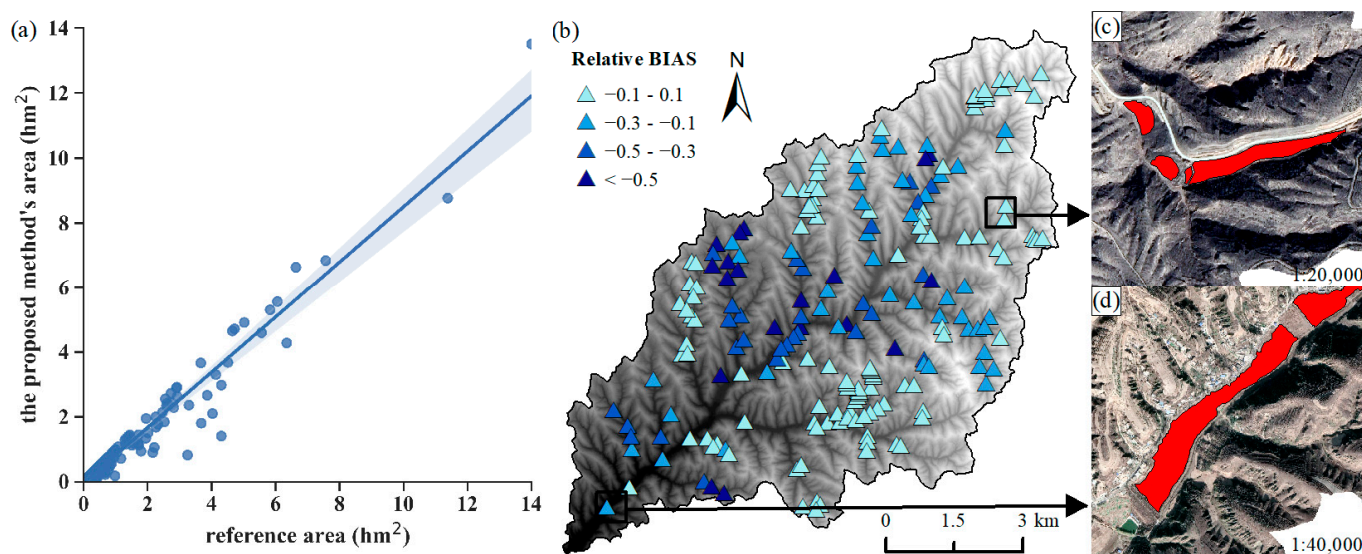 (a)
14
12
10
8
6
4
2
0
the proposed method's area (hm²)
0 2 4 6 8 10 12 14
reference area (hm²)
(b)
Relative BIAS
−0.1 - 0.1
−0.3 - −0.1
−0.5 - −0.3
< −0.5
N
0 1.5 3 km
(c)
1:20,000
(d)
1:40,000